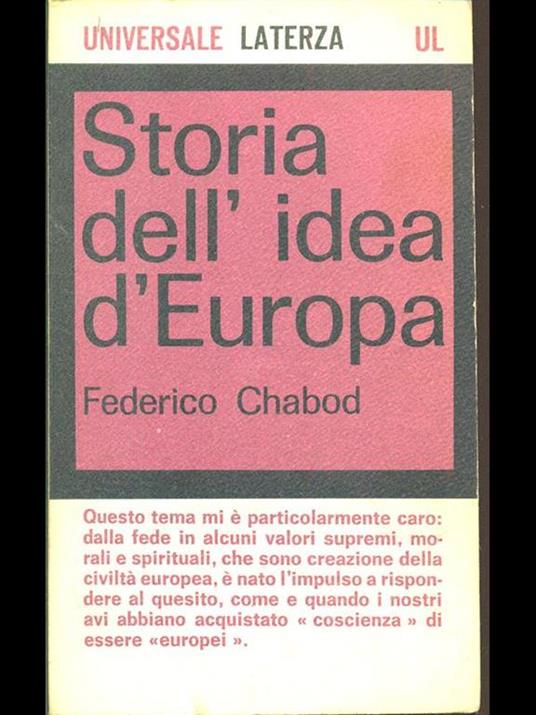 UNIVERSALE LATERZA UL
Storia
dell' idea
d'Europa
Federico Chabod
Questo tema mi è particolarmente caro:
dalla fede in alcuni valori supremi, mo-
rali e spirituali, che sono creazione della
civiltà europea, è nato l'impulso a rispon-
dere al quesito, come e quando i nostri
avi abbiano acquistato « coscienza » di
essere «europei ».